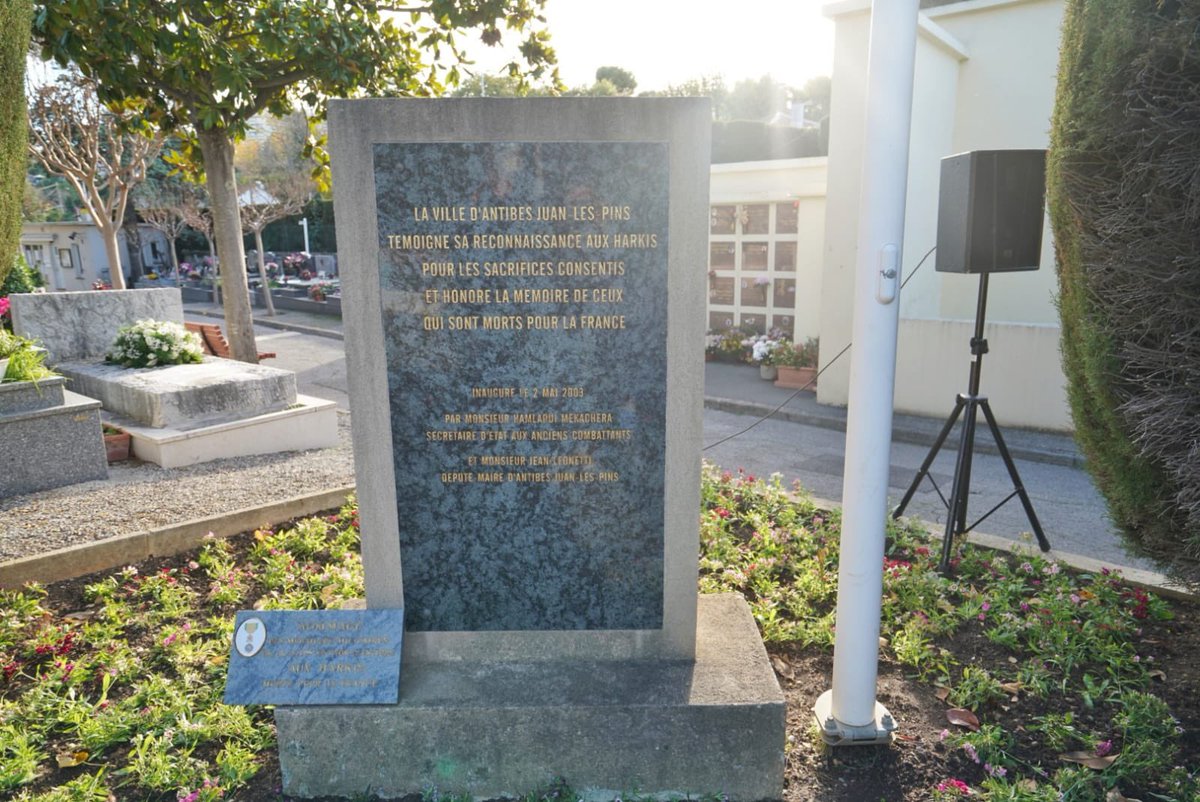 LA VILLE D'ANTIBES JUAN-LES-PINS
TEMOIGNE SA RECONNAISSANCE AUX HARKIS
POUR LES SACRIFICES CONSENTIS
ET HONORE LA MEMOIRE DE CEUX
QUI SONT MORTS POUR LA FRANCE
INAUGURE LE 2 MAI 2003
PAR MONSIEUR HAMLAOUI MEKACHERA
SECRETAIRE D'ETAT AUX ANCIENS COMBATTANTS
ET MONSIEUR JEAN LEONETTI
DEPUTE MAIRE D'ANTIBES JUAN-LES-PINS
HOMMAGE
AUX HARKIS